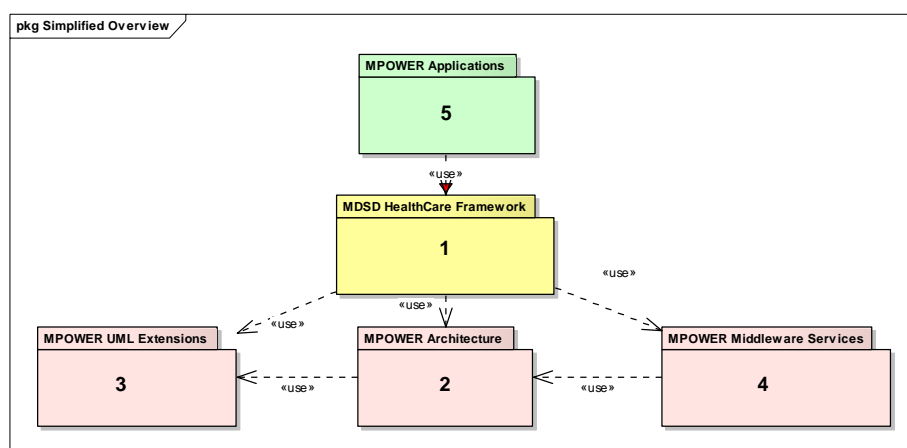 pkg Simplified Overview
MPOWER Applications
5
«use»
MDSD HealthCare Framework
1
«use»
«use»
«use»
MPOWER UML Extensions
3
MPOWER Architecture
2
MPOWER Middleware Services
4
«use»
«use»